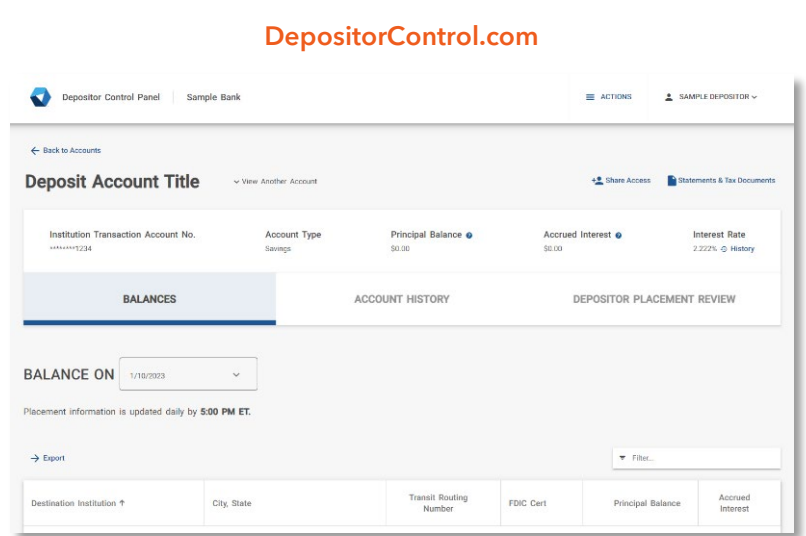 DepositorControl.com
Depositor Control Panel Sample Bank ACTIONS SAMPLE DEPOSITOR
Back to Accounts
Deposit Account Title View Another Account Share Access Statements & Tax Documents
Institution Transaction Account No. Account Type Principal Balance Accrued Interest Interest Rate
********1234 Savings $0.00 $0.00 2.222% History
BALANCES ACCOUNT HISTORY DEPOSITOR PLACEMENT REVIEW
BALANCE ON 1/10/2023
Placement information is updated daily by 5:00 PM ET.
Export Filter...
Destination Institution ↑ City, State Transit Routing Number FDIC Cert Principal Balance Accrued Interest